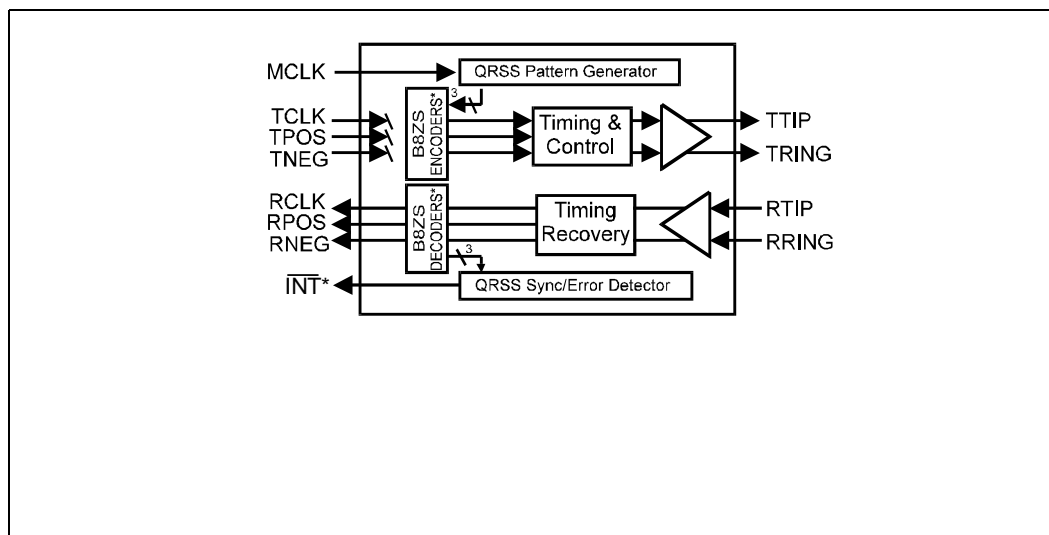 MCLK
QRSS Pattern Generator
3
TCLK
TPOS
TNEG
B8ZS
ENCODERS*
Timing &
Control
TTIP
TRING
RCLK
RPOS
RNEG
B8ZS
DECODERS*
Timing
Recovery
RTIP
RRING
3
INT*
QRSS Sync/Error Detector